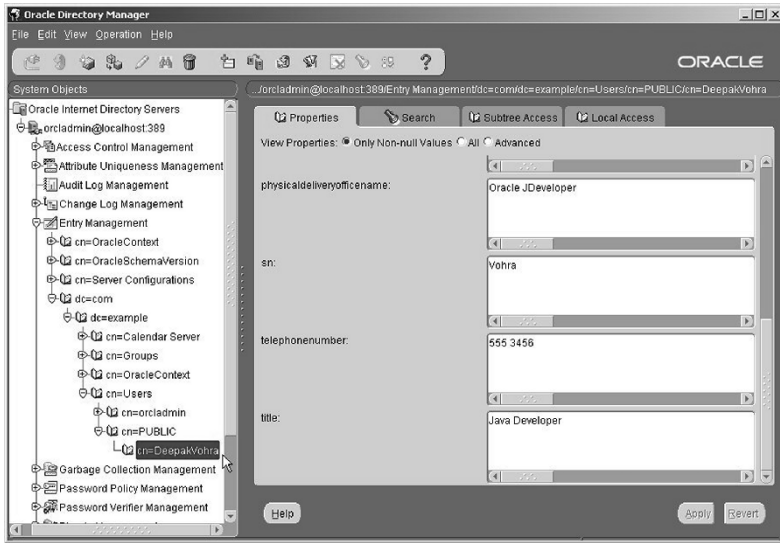 Oracle Directory Manager
File Edit View Operation Help
ORACLE
System Objects
.../orcladmin@localhost:389/Entry Management/dc=com/dc=example/cn=Users/cn=PUBLIC/cn=DeepakVohra
Oracle Internet Directory Servers
orcladmin@localhost:389
Access Control Management
Attribute Uniqueness Management
Audit Log Management
Change Log Management
Entry Management
cn=OracleContext
cn=OracleSchemaVersion
cn=Server Configurations
dc=com
dc=example
cn=Calendar Server
cn=Groups
cn=OracleContext
cn=Users
cn=orcladmin
cn=PUBLIC
cn=DeepakVohra
Garbage Collection Management
Password Policy Management
Password Verifier Management
Properties Search Subtree Access Local Access
View Properties: Only Non-null Values All Advanced
physicaldeliveryofficename: Oracle JDeveloper
sn: Vohra
telephonenumber: 555 3456
title: Java Developer
Help Apply Revert